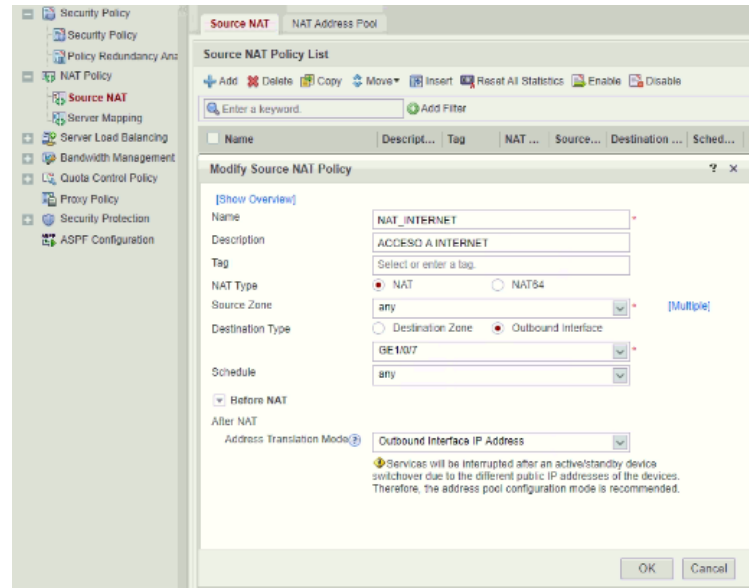 Security Policy
Security Policy
Policy Redundancy Ana
NAT Policy
Source NAT
Server Mapping
Server Load Balancing
Bandwidth Management
Quota Control Policy
Proxy Policy
Security Protection
ASPF Configuration
Source NAT NAT Address Pool
Source NAT Policy List
Add Delete Copy Move Insert Reset All Statistics Enable Disable
Enter a keyword. Add Filter
Name Descript... Tag NAT ... Source... Destination ... Sched...
Modify Source NAT Policy ? ×
[Show Overview]
Name NAT_INTERNET *
Description ACCESO A INTERNET
Tag Select or enter a tag.
NAT Type NAT NAT64
Source Zone any * [Multiple]
Destination Type Destination Zone Outbound Interface
GE1/0/7 *
Schedule any
Before NAT
After NAT
Address Translation Mode ? Outbound Interface IP Address
Services will be interrupted after an active/standby device
switchover due to the different public IP addresses of the devices.
Therefore, the address pool configuration mode is recommended.
OK Cancel